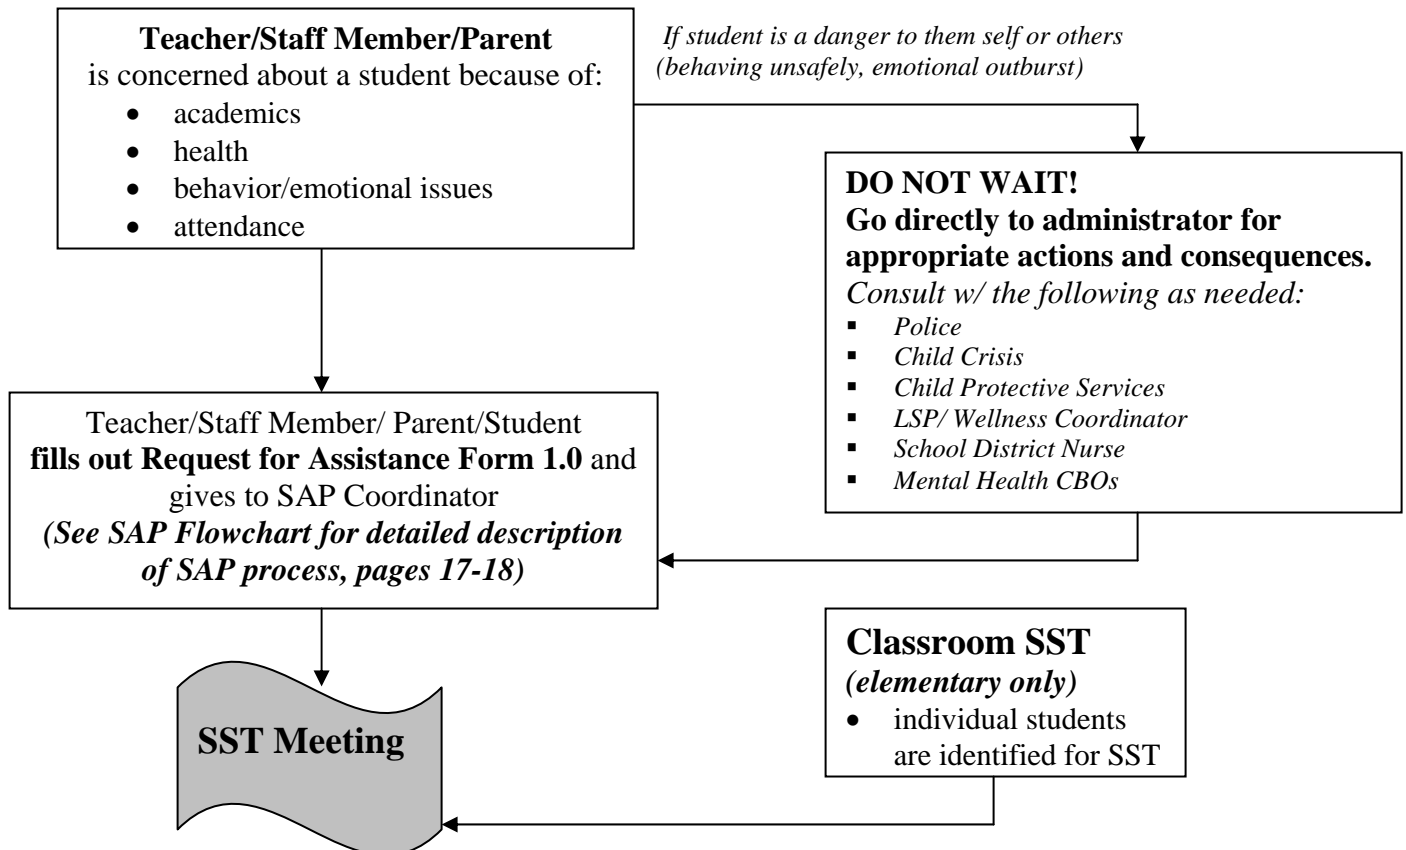 Teacher/Staff Member/Parent
is concerned about a student because of:
• academics
• health
• behavior/emotional issues
• attendance
If student is a danger to them self or others
(behaving unsafely, emotional outburst)
DO NOT WAIT!
Go directly to administrator for
appropriate actions and consequences.
Consult w/ the following as needed:
▪ Police
▪ Child Crisis
▪ Child Protective Services
▪ LSP/ Wellness Coordinator
▪ School District Nurse
▪ Mental Health CBOs
Teacher/Staff Member/ Parent/Student
fills out Request for Assistance Form 1.0 and
gives to SAP Coordinator
(See SAP Flowchart for detailed description
of SAP process, pages 17-18)
SST Meeting
Classroom SST
(elementary only)
• individual students
are identified for SST